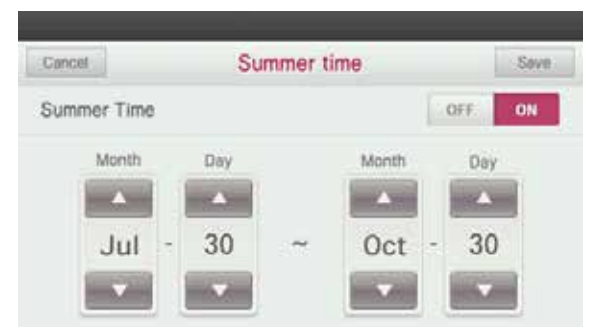 Cancel Summer time Save
Summer Time OFF ON
Month Day Month Day
Jul - 30 ~ Oct - 30